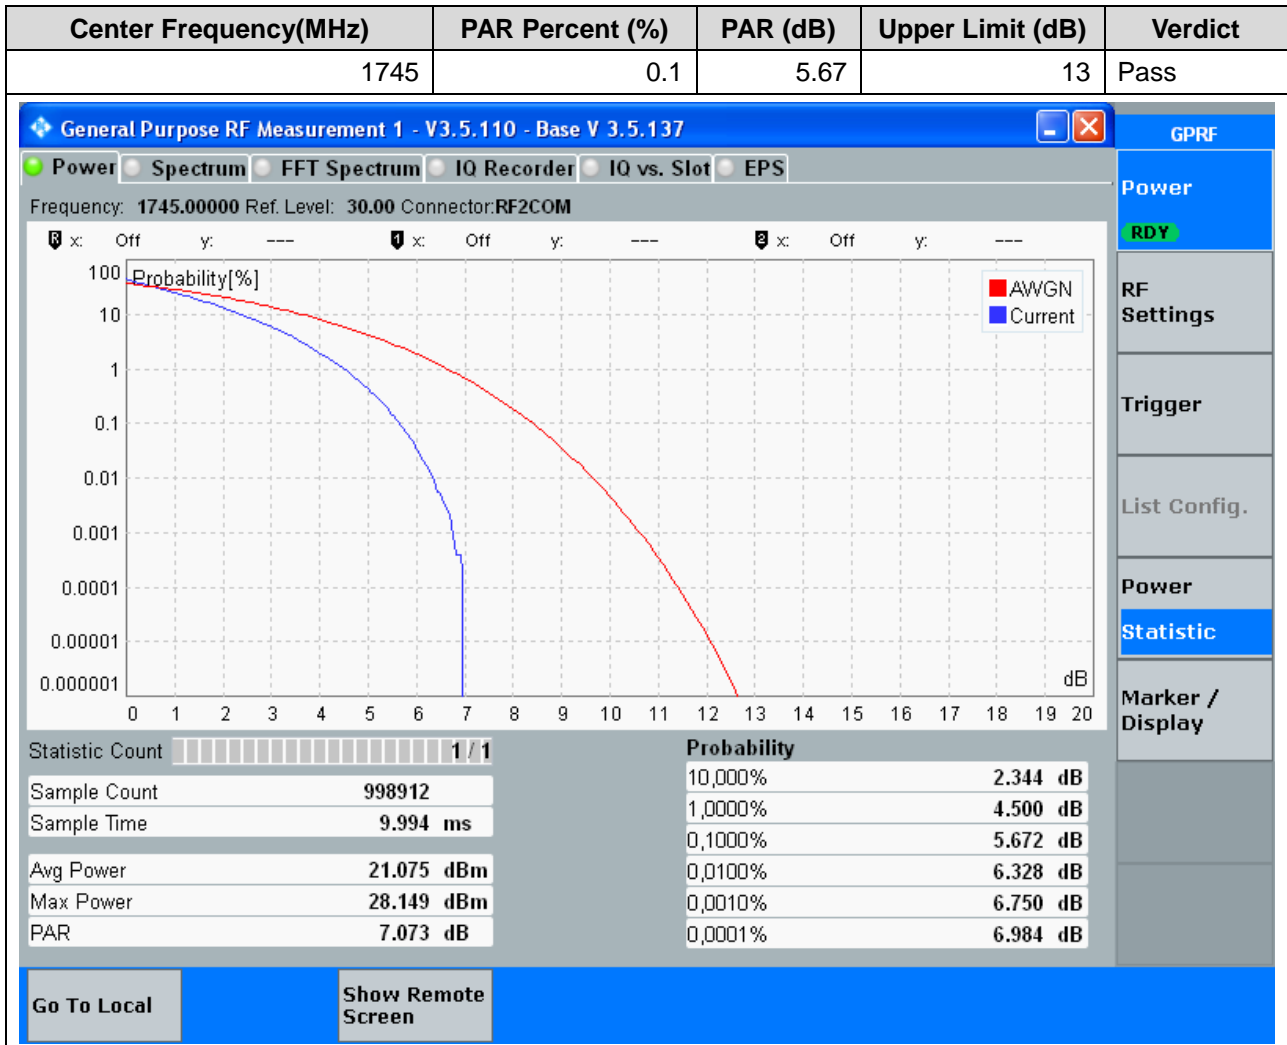 Center Frequency(MHz) PAR Percent (%) PAR (dB) Upper Limit (dB) Verdict
1745 0.1 5.67 13 Pass
General Purpose RF Measurement 1 - V3.5.110 - Base V 3.5.137
GPRF
Power Spectrum FFT Spectrum IQ Recorder IQ vs. Slot EPS
Frequency: 1745.00000 Ref. Level: 30.00 Connector:RF2COM
R x: Off y: --- 1 x: Off y: --- 2 x: Off y: ---
Probability[%]
AWGN
Current
100
10
1
0.1
0.01
0.001
0.0001
0.00001
0.000001
dB
0 1 2 3 4 5 6 7 8 9 10 11 12 13 14 15 16 17 18 19 20
Statistic Count 1 / 1
Sample Count 998912
Sample Time 9.994 ms
Avg Power 21.075 dBm
Max Power 28.149 dBm
PAR 7.073 dB
Probability
10,000% 2.344 dB
1,0000% 4.500 dB
0,1000% 5.672 dB
0,0100% 6.328 dB
0,0010% 6.750 dB
0,0001% 6.984 dB
Power
RDY
RF
Settings
Trigger
List Config.
Power
Statistic
Marker /
Display
Go To Local
Show Remote
Screen